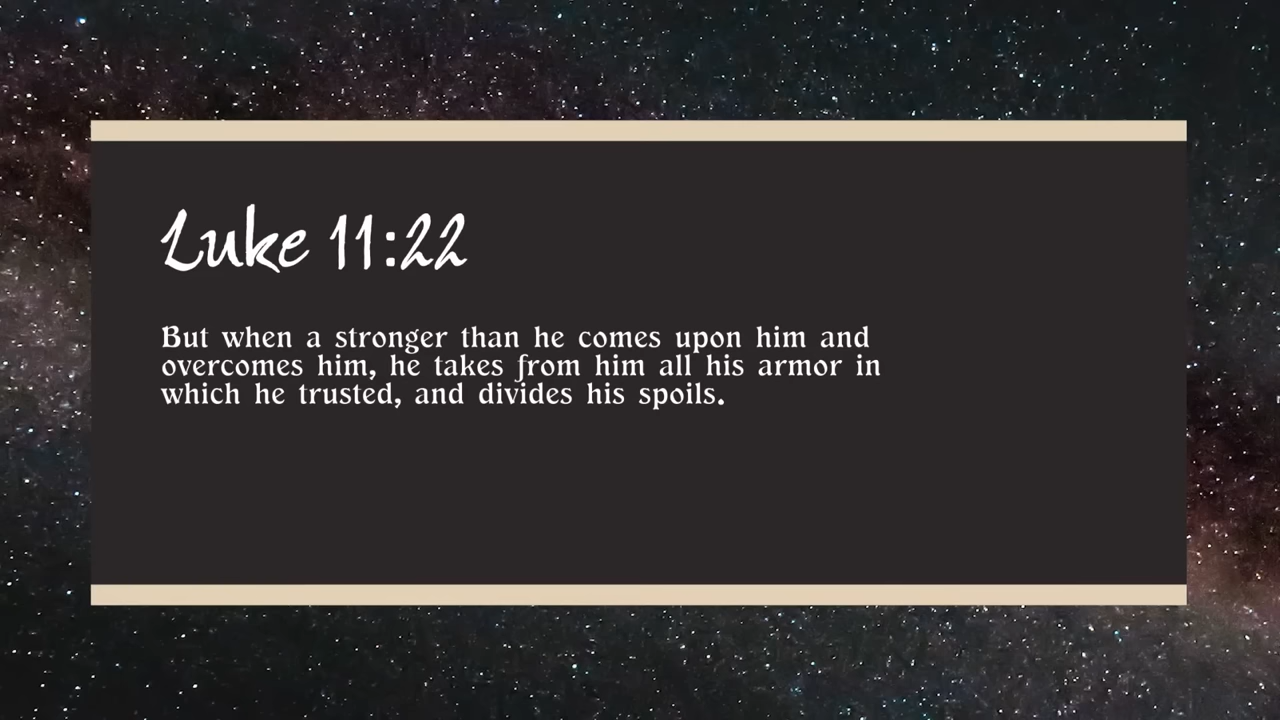 Luke 11:22
But when a stronger than he comes upon him and
overcomes him, he takes from him all his armor in
which he trusted, and divides his spoils.